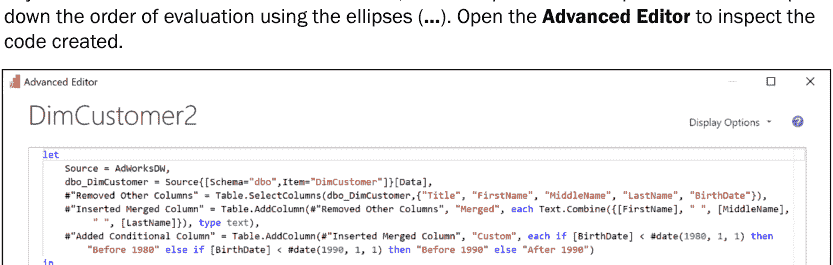 down the order of evaluation using the ellipses (...). Open the Advanced Editor to inspect the
code created.
Advanced Editor
DimCustomer2
Display Options
let
Source = AdWorksDW,
dbo_DimCustomer = Source{[Schema="dbo",Item="DimCustomer"]}[Data],
#"Removed Other Columns" = Table.SelectColumns(dbo_DimCustomer,{"Title", "FirstName", "MiddleName", "LastName", "BirthDate"}),
#"Inserted Merged Column" = Table.AddColumn(#"Removed Other Columns", "Merged", each Text.Combine({[FirstName], " ", [MiddleName],
" ", [LastName]}), type text),
#"Added Conditional Column" = Table.AddColumn(#"Inserted Merged Column", "Custom", each if [BirthDate] < #date(1980, 1, 1) then
"Before 1980" else if [BirthDate] < #date(1990, 1, 1) then "Before 1990" else "After 1990")
in